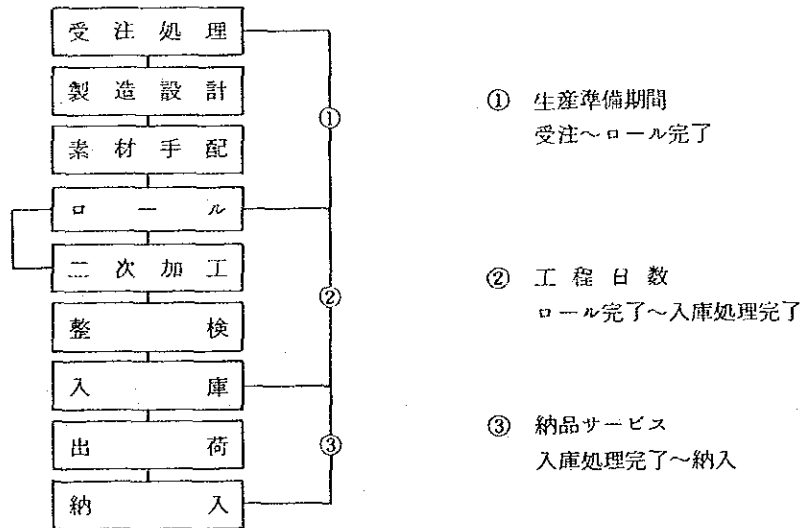 受注処理
製造設計
素材手配
ロール
二次加工
整検
入庫
出荷
納入
①
②
③
① 生産準備期間
受注～ロール完了
② 工程日数
ロール完了～入庫処理完了
③ 納品サービス
入庫処理完了～納入